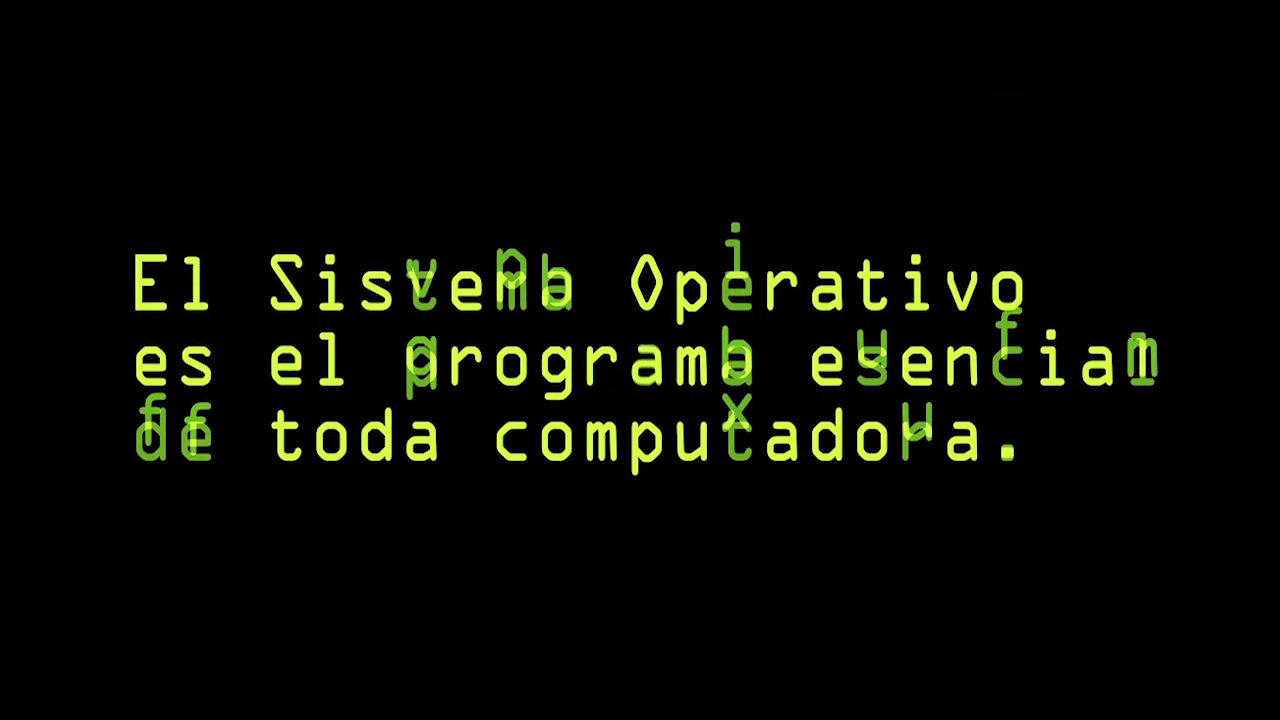 El Sistema Operativo
es el programa esencial
de toda computadora.